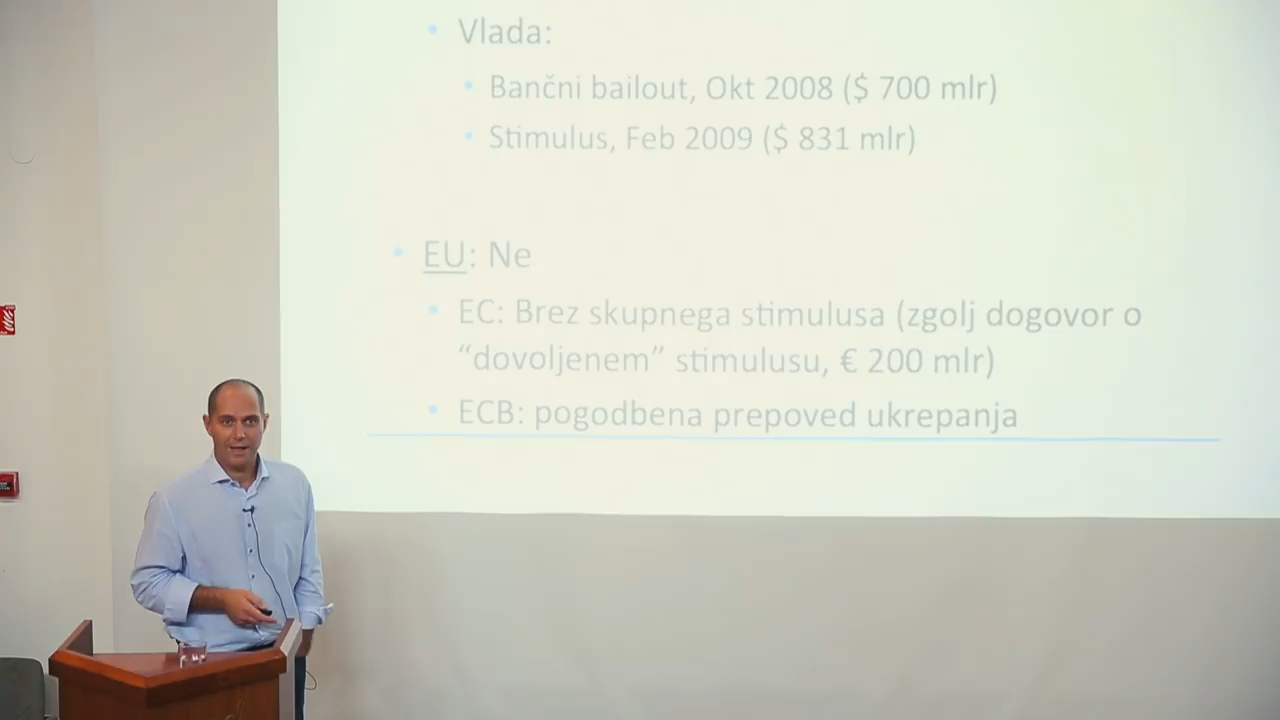 • Vlada:
• Bančni bailout, Okt 2008 ($ 700 mlr)
• Stimulus, Feb 2009 ($ 831 mlr)
• EU: Ne
• EC: Brez skupnega stimulusa (zgolj dogovor o
“dovoljenem” stimulusu, € 200 mlr)
• ECB: pogodbena prepoved ukrepanja